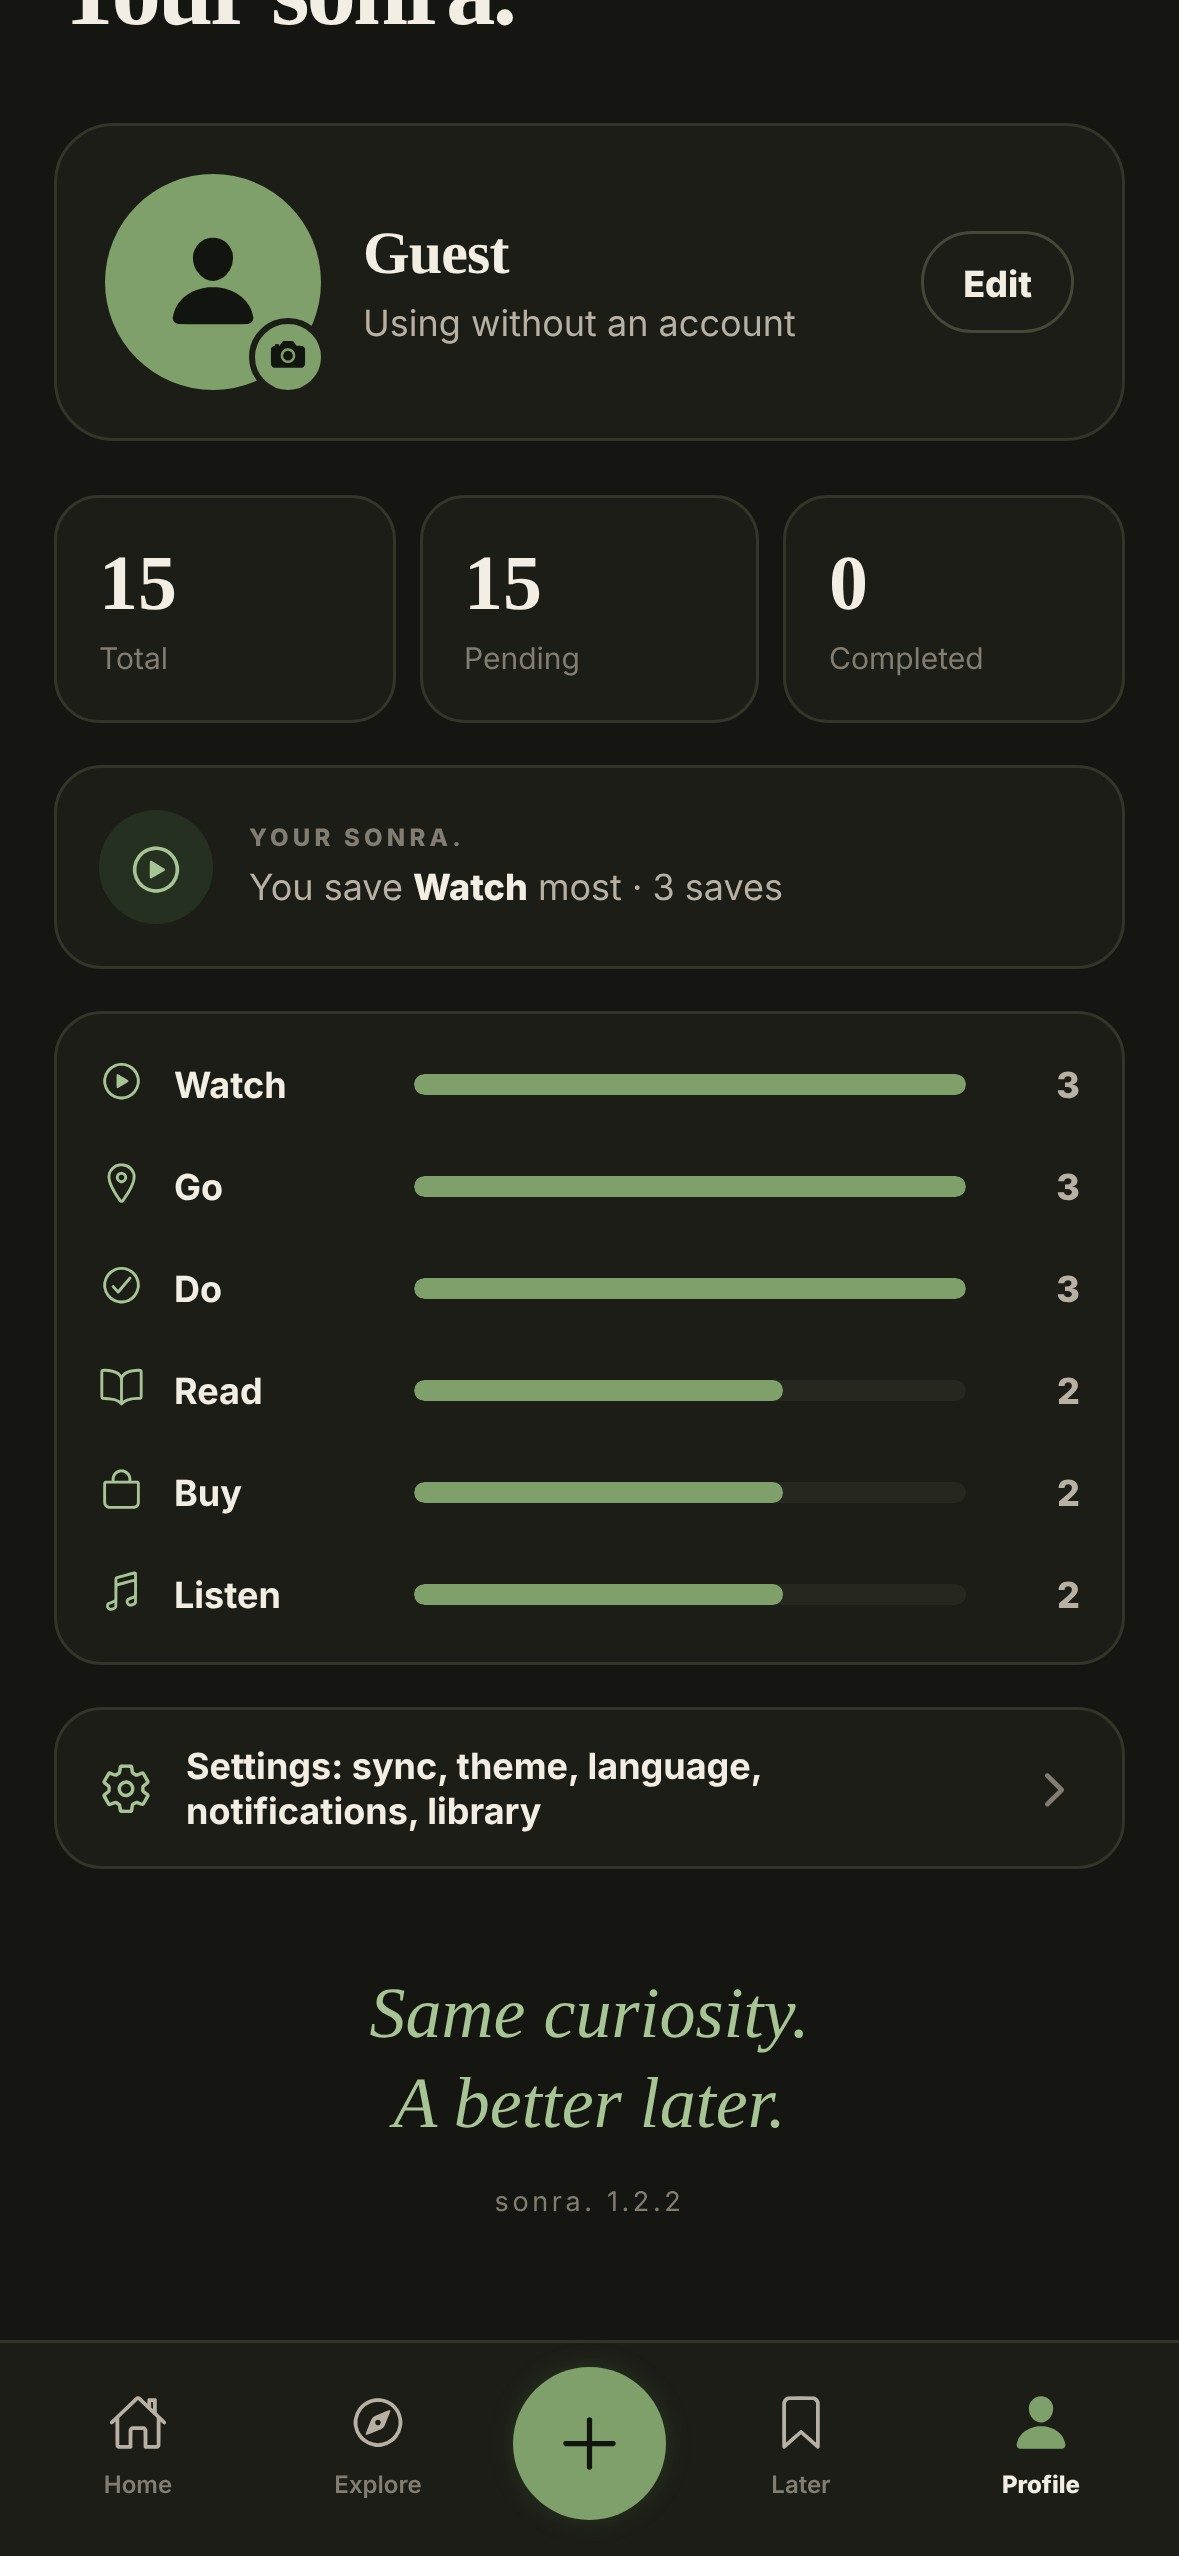 Your sonra.
Guest
Using without an account
Edit
15
Total
15
Pending
0
Completed
YOUR SONRA.
You save Watch most · 3 saves
Watch
3
Go
3
Do
3
Read
2
Buy
2
Listen
2
Settings: sync, theme, language,
notifications, library
Same curiosity.
A better later.
sonra. 1.2.2
Home
Explore
Later
Profile